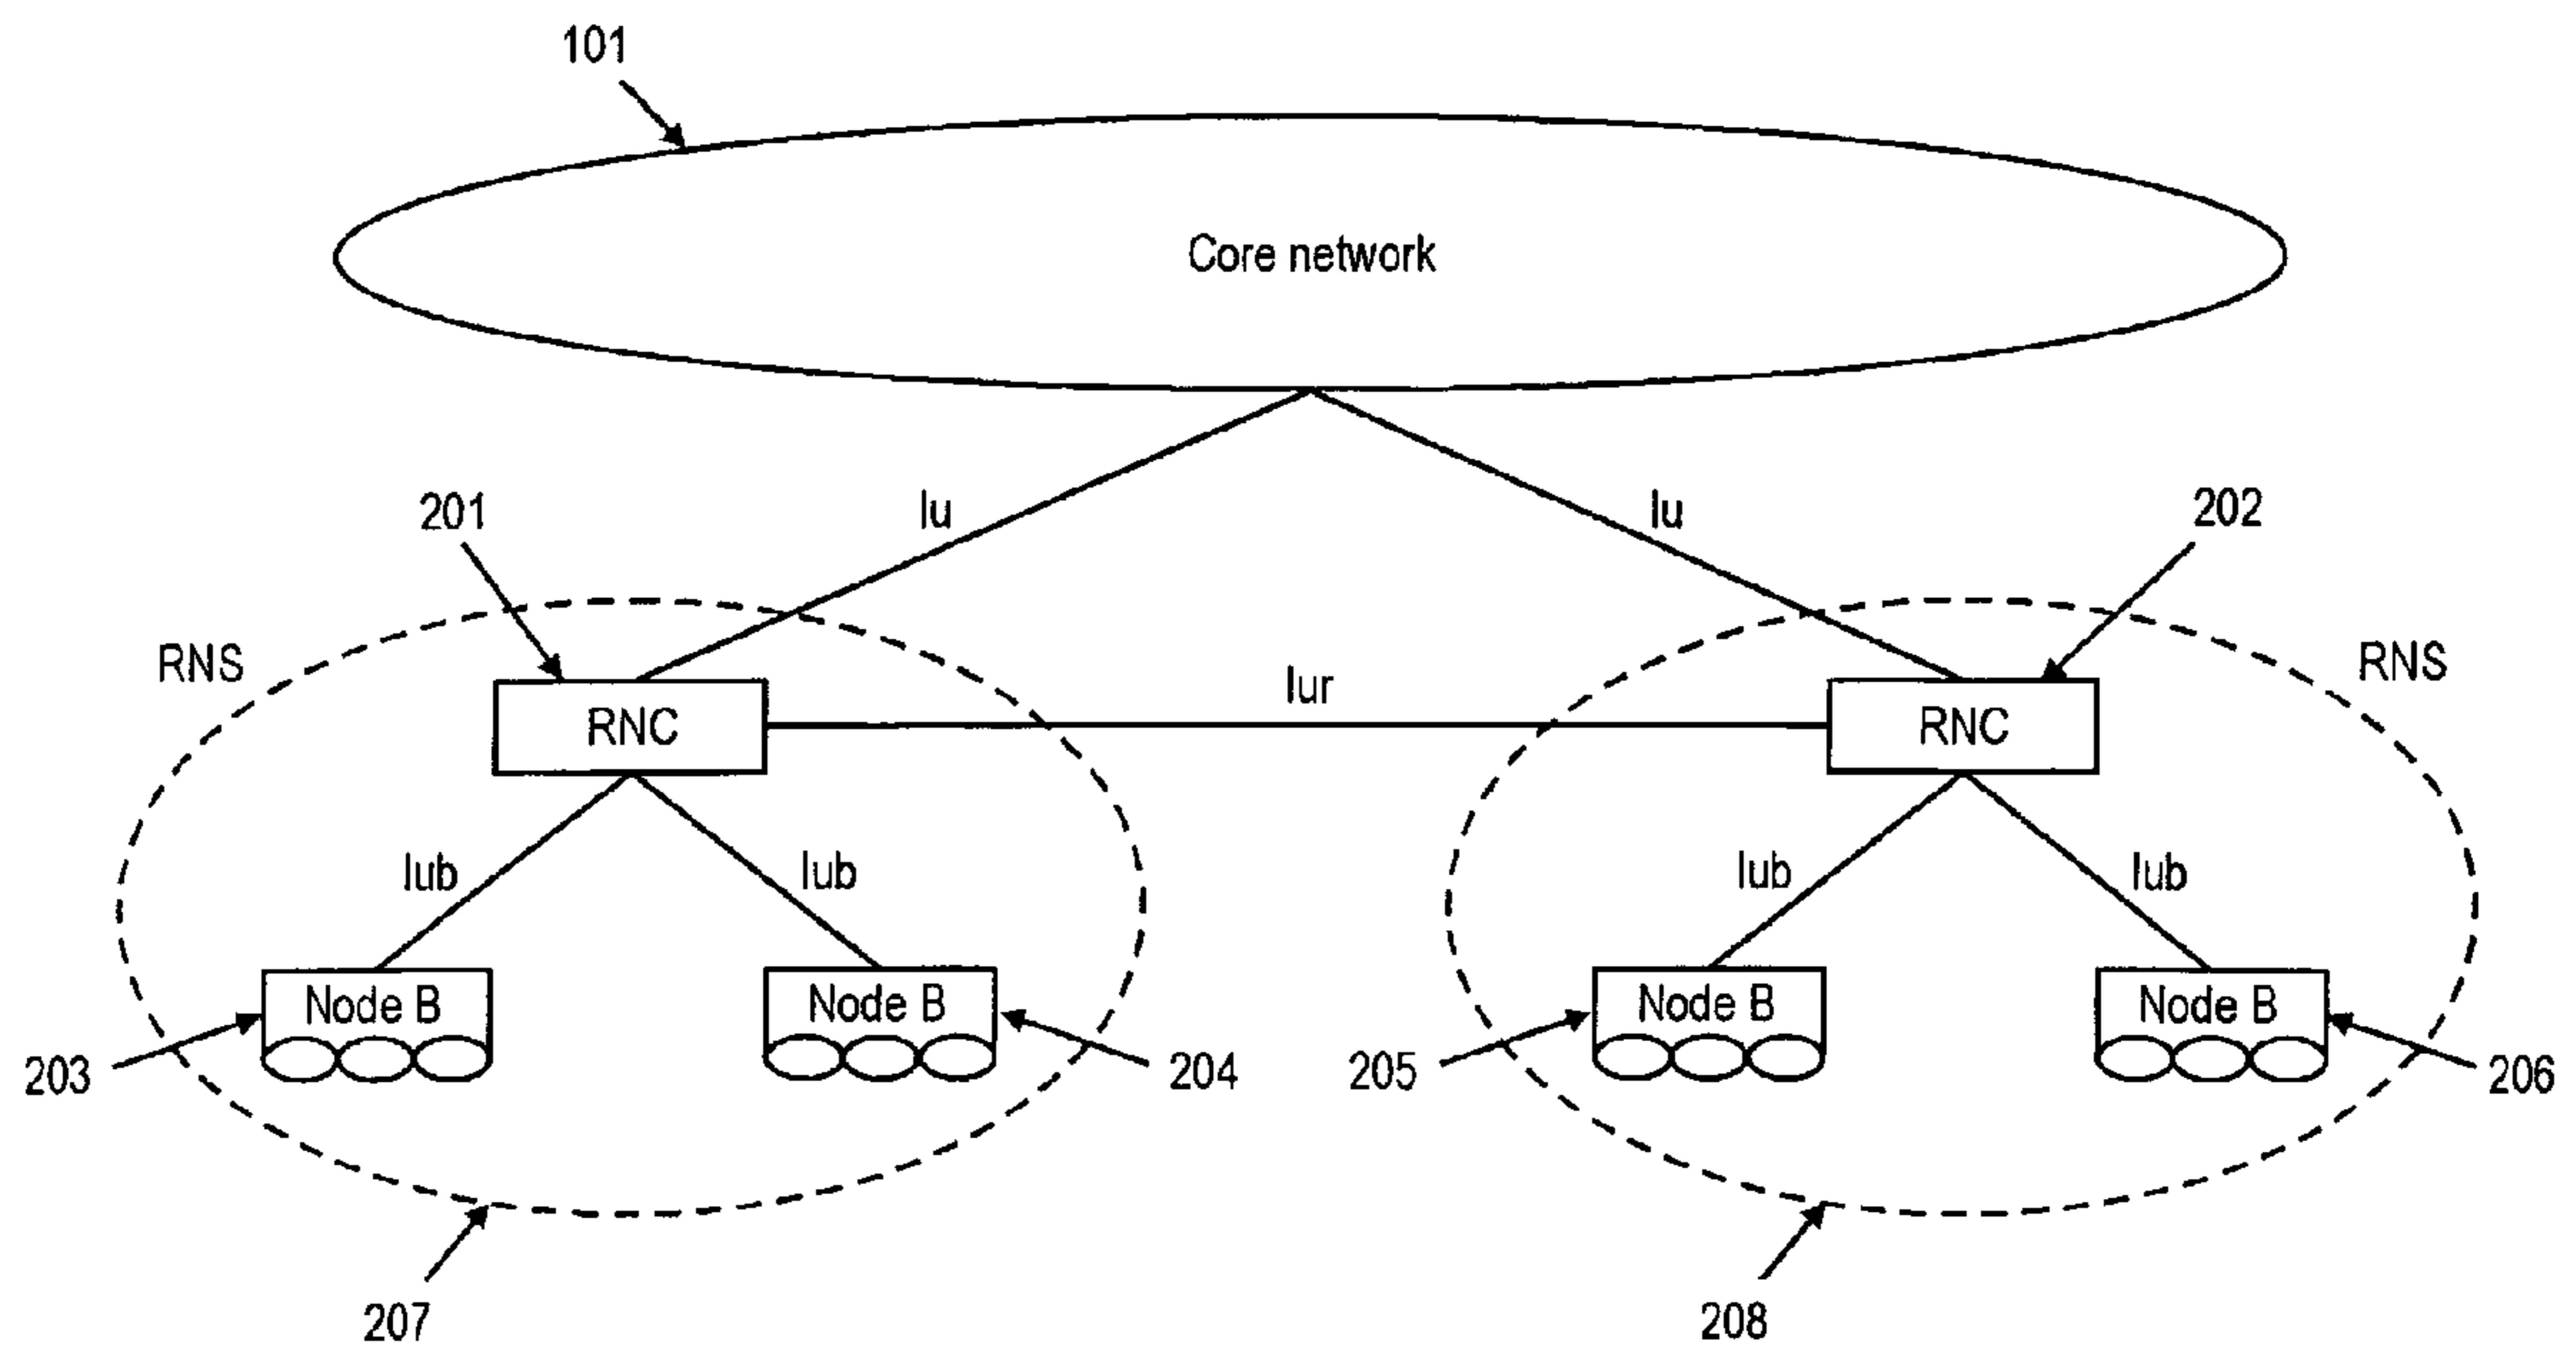 101
Core network
Iu
Iu
201
202
RNS
RNS
Iur
RNC
RNC
Iub
Iub
Iub
Iub
Node B
Node B
Node B
Node B
203
204
205
206
207
208